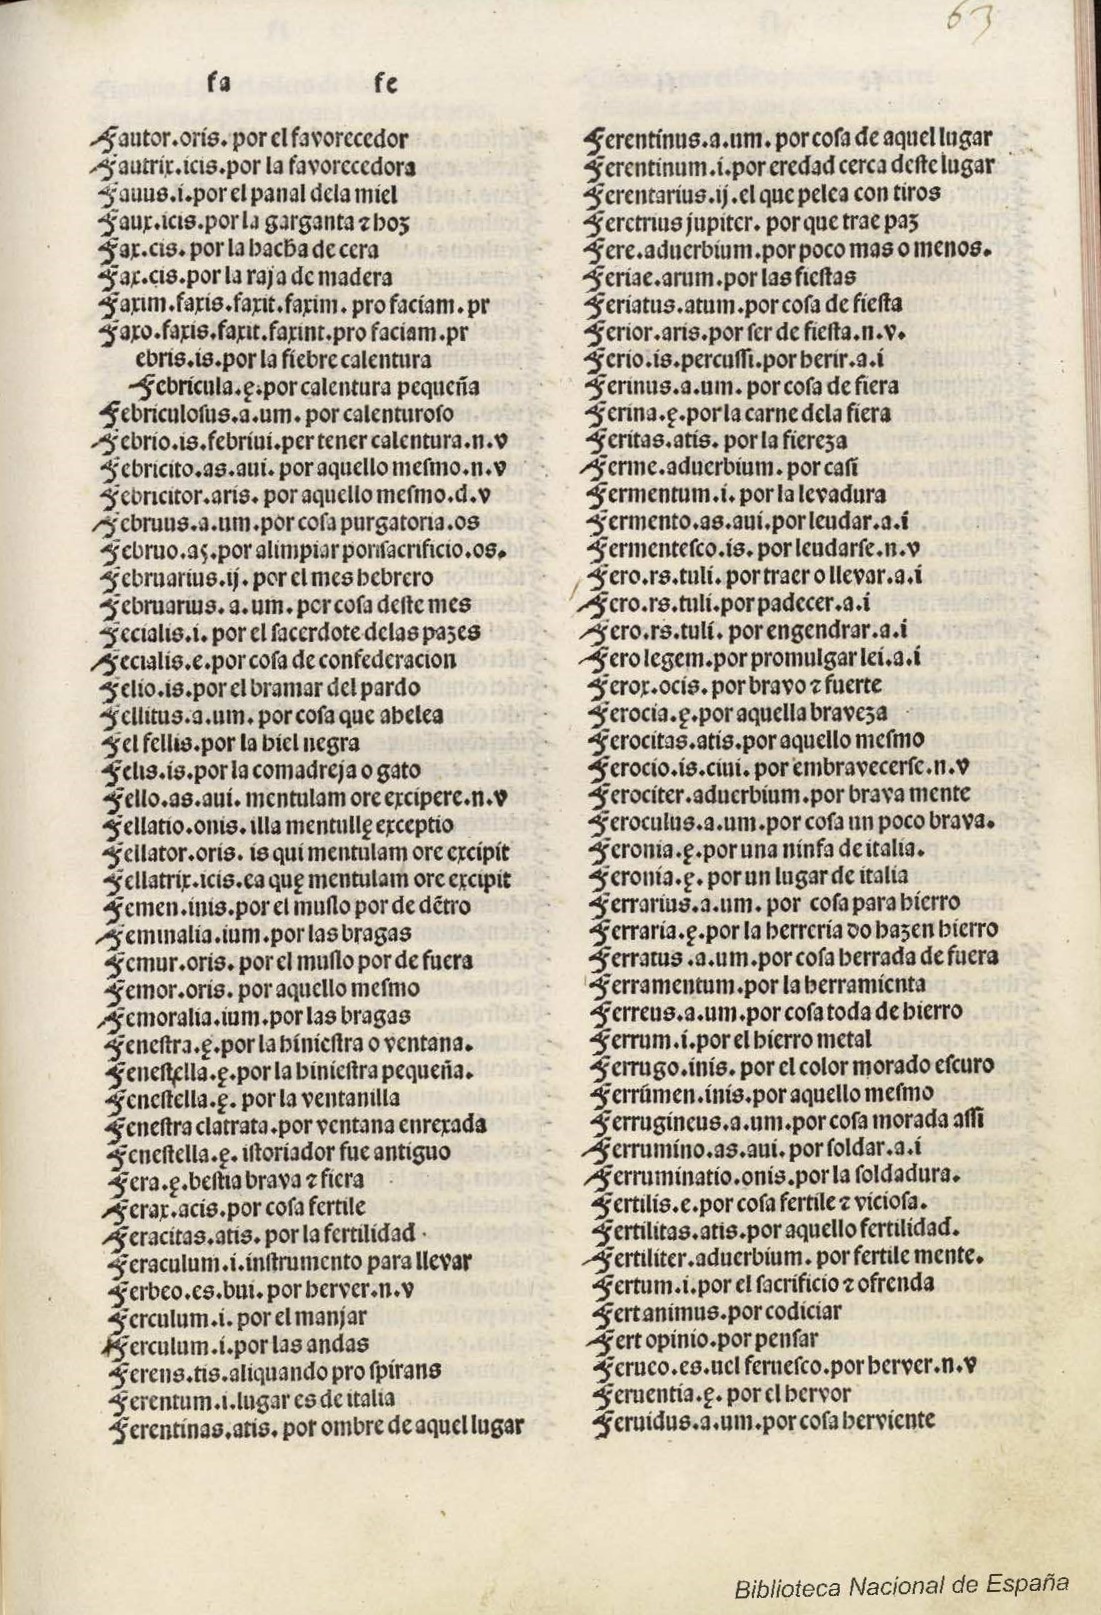 63
fa fe
Fautor.oris. por el favorecedor
Fautrix.icis.por la favorecedora
Fauus.i.por el panal dela miel
Faux.icis.por la garganta ⁊ hoz
Fax.cis. por la hacha de cera
Fax.cis.por la raja de madera
Faxim.faxis.faxit.faxim. pro faciam. pr
Faxo.faxis.faxit.faxint.pro faciam.pr
ebris.is.por la fiebre calentura
Febricula.ę.por calentura pequeña
Febriculosus.a.um. por calenturoso
Febrio.is.febriui.per tener calentura.n.v
Febricito.as.aui. por aquello mesmo.n.v
Febricitor.aris. por aquello mesmo.d.v
Februus.a.um.por cosa purgatoria.os
Februo.as.por alimpiar por sacrificio.os.
Februarius.ij. por el mes hebrero
Februarius. a.um. por cosa deste mes
Fecialis.i. por el sacerdote delas pazes
Fecialis.e.por cosa de confederacion
Felio.is.por el bramar del pardo
Fellitus.a.um. por cosa que ahelea
Fel fellis.por la hiel negra
Felis.is.por la comadreja o gato
Fello.as.aui. mentulam ore excipere.n.v
Fellatio.onis. illa mentullę exceptio
Fellator.oris. is qui mentulam ore excipit
Fellatrix.icis.ea quę mentulam ore excipit
Femen.inis.por el muslo por de dẽtro
Feminalia.ium.por las bragas
Femur.oris. por el muslo por de fuera
Femor.oris. por aquello mesmo
Femoralia.ium.por las bragas
Fenestra.ę.por la hiniestra o ventana.
Fenestella.ę.por la hiniestra pequeña.
Fenestella.ę. por la ventanilla
Fenestra clatrata.por ventana enrexada
Fenestella.ę. istoriador fue antiguo
Fera.ę.bestia brava ⁊ fiera
Ferax.acis.por cosa fertile
Feracitas.atis. por la fertilidad
Feraculum.i.instrumento para llevar
Ferbeo.es.bui. por herver.n.v
Ferculum.i. por el manjar
Ferculum.i.por las andas
Ferens.tis.aliquando pro spirans
Ferentum.i.lugar es de italia
Ferentinas.atis. por ombre de aquel lugar
Ferentinus.a.um. por cosa de aquel lugar
Ferentinum.i.por eredad cerca deste lugar
Ferentarius.ij.el que pelea con tiros
Feretrius jupiter. por que trae paz
Fere.aduerbium.por poco mas o menos.
Feriae.arum.por las fiestas
Feriatus.atum.por cosa de fiesta
Ferior.aris.por ser de fiesta.n.v.
Ferio.is.percussi.por herir.a.i
Ferinus.a.um. por cosa de fiera
Ferina.ę.por la carne dela fiera
Feritas.atis. por la fiereza
Ferme.aduerbium. por casi
Fermentum.i. por la levadura
Fermento.as.aui.por leudar.a.i
Fermentesco.is. por leudarse.n.v
Fero.rs.tuli. por traer o llevar.a.i
Fero.rs.tuli.por padecer.a.i
Fero.rs.tuli. por engendrar.a.i
Fero legem.por promulgar lei.a.i
Ferox.ocis. por bravo ⁊ fuerte
Ferocia.ę.por aquella braveza
Ferocitas.atis.por aquello mesmo
Ferocio.is.ciui. por embravecerse.n.v
Ferociter.aduerbium.por brava mente
Feroculus.a.um.por cosa un poco brava.
Feronia.ę.por una ninfa de italia.
Feronia.ę. por un lugar de italia
Ferrarius.a.um. por cosa para hierro
Ferraria.ę.por la herreria do hazen hierro
Ferratus.a.um.por cosa herrada de fuera
Ferramentum.por la herramienta
Ferreus.a.um.por cosa toda de hierro
Ferrum.i.por el hierro metal
Ferrugo.inis. por el color morado escuro
Ferrumen.inis.por aquello mesmo
Ferrugineus.a.um.por cosa morada assi
Ferrumino.as.aui.por soldar.a.i
Ferruminatio.onis.por la soldadura.
Fertilis.e.por cosa fertile ⁊ viciosa.
Fertilitas.atis.por aquello fertilidad.
Fertiliter.aduerbium. por fertile mente.
Fertum.i.por el sacrificio ⁊ ofrenda
Fert animus.por codiciar
Fert opinio.por pensar
Ferueo.es.uel feruesco.por herver.n.v
Feruentia.ę. por el hervor
Feruidus.a.um.por cosa herviente
Biblioteca Nacional de España